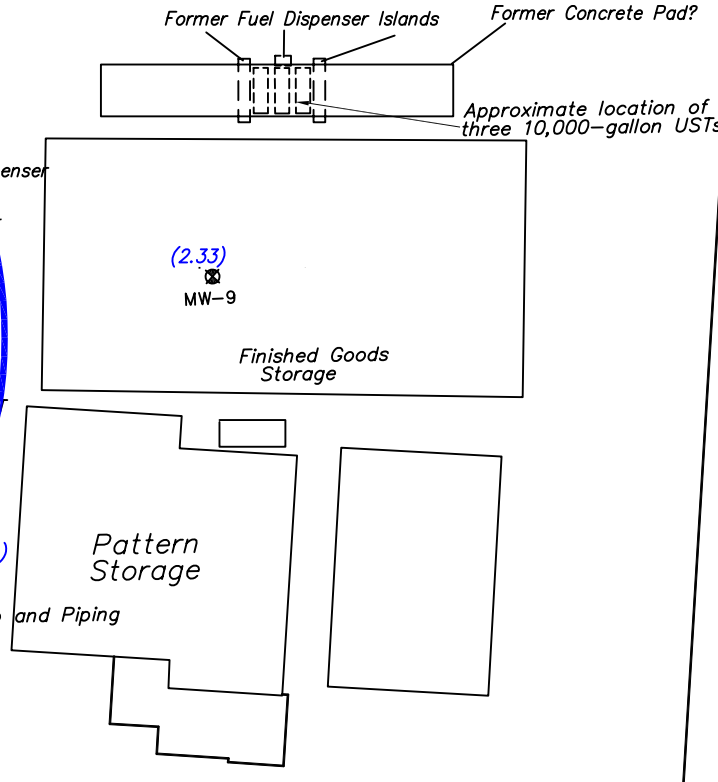 Former Fuel Dispenser Islands
Former Concrete Pad?
Approximate location of
three 10,000-gallon USTs
enser
(2.33)
MW-9
Finished Goods
Storage
Pattern
Storage
)
and Piping